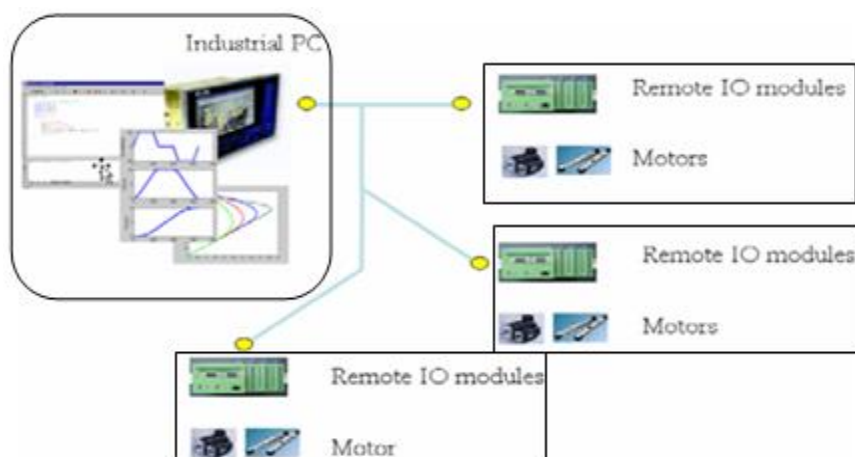 Industrial PC
Remote IO modules
Motors
Remote IO modules
Motors
Remote IO modules
Motor